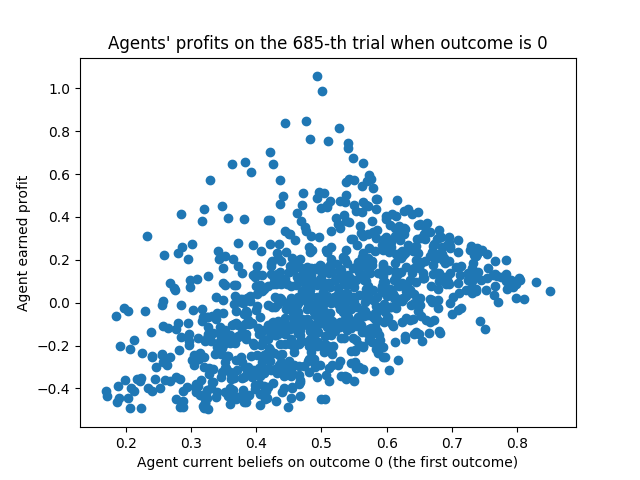 Agents' profits on the 685-th trial when outcome is 0
1.0
0.8
0.6
0.4
0.2
0.0
−0.2
−0.4
Agent earned profit
0.2 0.3 0.4 0.5 0.6 0.7 0.8
Agent current beliefs on outcome 0 (the first outcome)